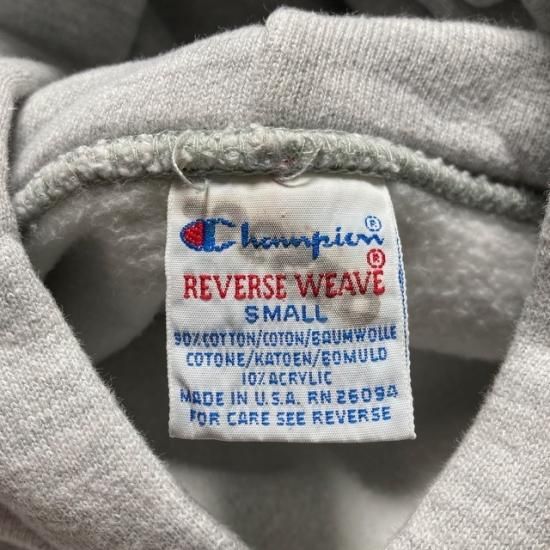 Champion®
REVERSE WEAVE®
SMALL
90% COTTON/COTON/BAUMWOLLE
COTONE/KATOEN/BOMULD
10% ACRYLIC
MADE IN U.S.A. RN 26094
FOR CARE SEE REVERSE